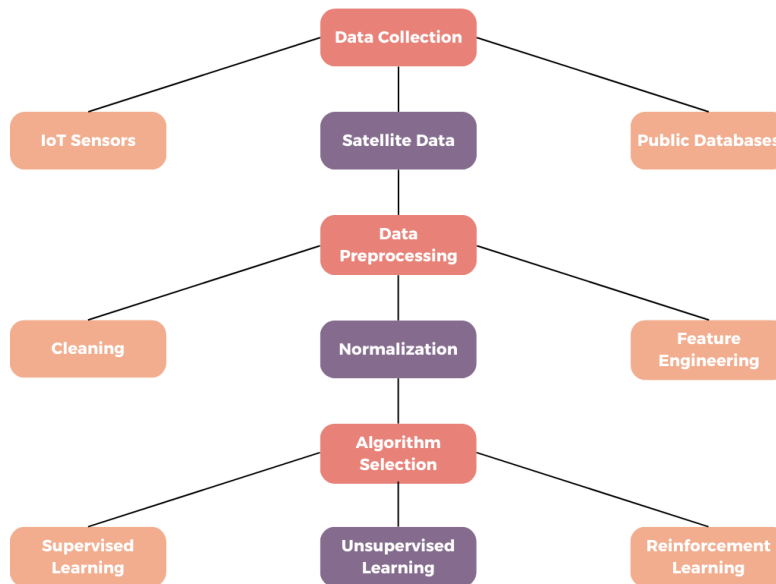 Data Collection
IoT Sensors
Satellite Data
Public Databases
Data
Preprocessing
Cleaning
Normalization
Feature
Engineering
Algorithm
Selection
Supervised
Learning
Unsupervised
Learning
Reinforcement
Learning